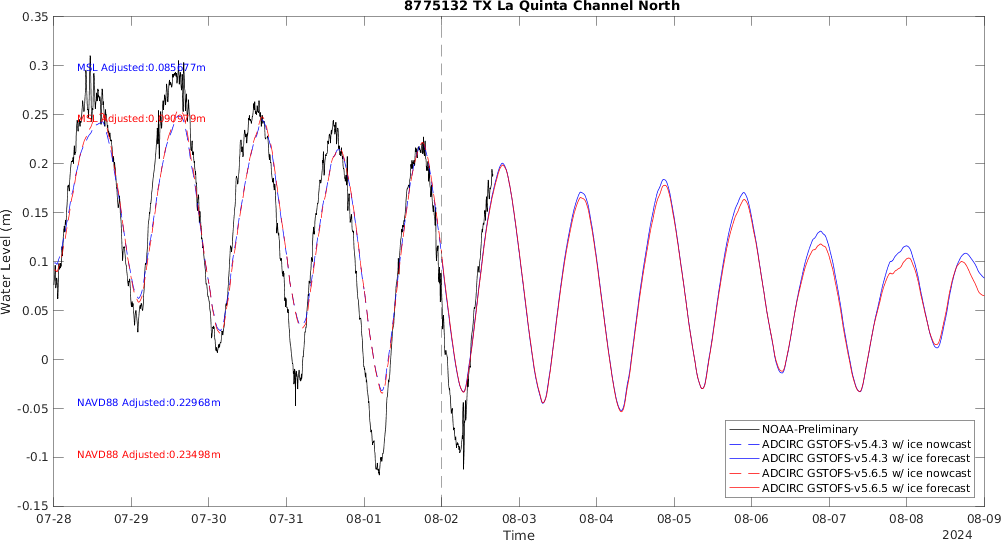 8775132 TX La Quinta Channel North
0.35
0.3
0.25
0.2
0.15
0.1
0.05
0
-0.05
-0.1
-0.15
Water Level (m)
MSL Adjusted:0.085677m
MSL Adjusted:0.090979m
NAVD88 Adjusted:0.22968m
NAVD88 Adjusted:0.23498m
NOAA-Preliminary
ADCIRC GSTOFS-v5.4.3 w/ ice nowcast
ADCIRC GSTOFS-v5.4.3 w/ ice forecast
ADCIRC GSTOFS-v5.6.5 w/ ice nowcast
ADCIRC GSTOFS-v5.6.5 w/ ice forecast
07-28 07-29 07-30 07-31 08-01 08-02 08-03 08-04 08-05 08-06 08-07 08-08 08-09
Time
2024